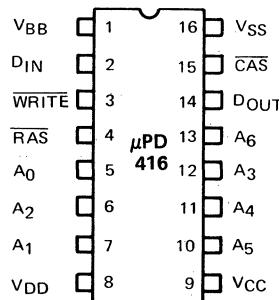 VBB 1 16 VSS
DIN 2 15 CAS
WRITE 3 14 DOUT
RAS 4 13 A6
μPD
416
A0 5 12 A3
A2 6 11 A4
A1 7 10 A5
VDD 8 9 VCC